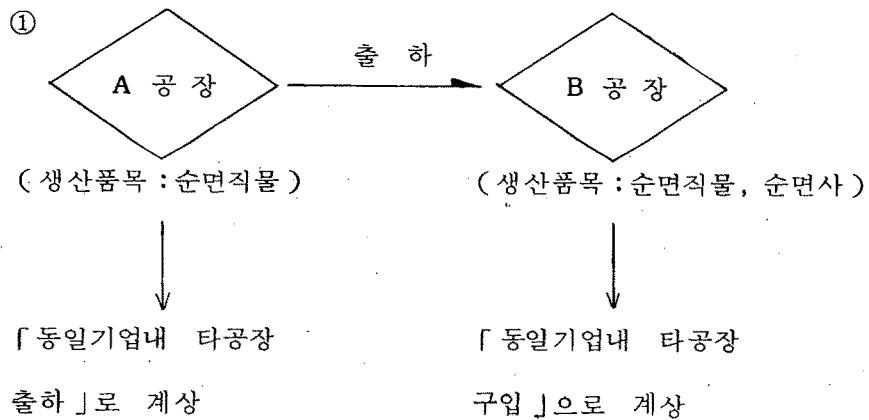 ①
출 하
A 공 장
B 공 장
( 생산품목 : 순면직물 )
( 생산품목 : 순면직물, 순면사 )
「동일기업내 타공장
출하」로 계상
「동일기업내 타공장
구입」으로 계상